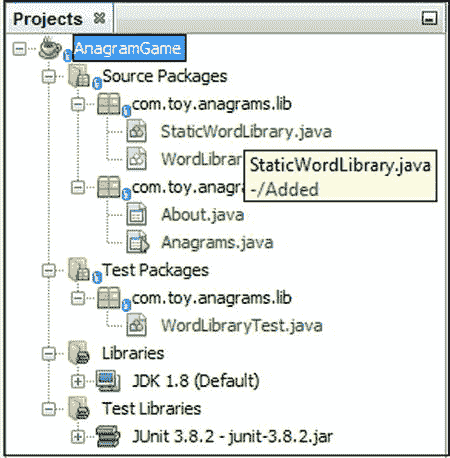 Projects
AnagramGame
Source Packages
com.toy.anagrams.lib
StaticWordLibrary.java
WordLibrar
StaticWordLibrary.java
-/Added
com.toy.anagra
About.java
Anagrams.java
Test Packages
com.toy.anagrams.lib
WordLibraryTest.java
Libraries
JDK 1.8 (Default)
Test Libraries
JUnit 3.8.2 - junit-3.8.2.jar